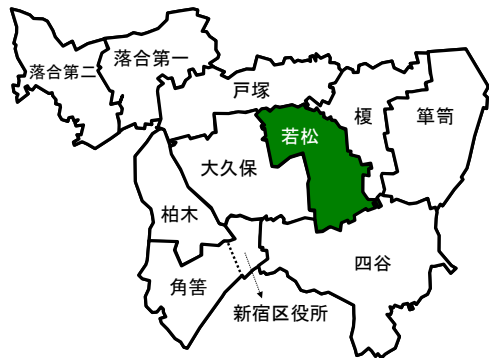 落合第二
落合第一
戸塚
榎
箪笥
若松
大久保
柏木
四谷
角筈
新宿区役所